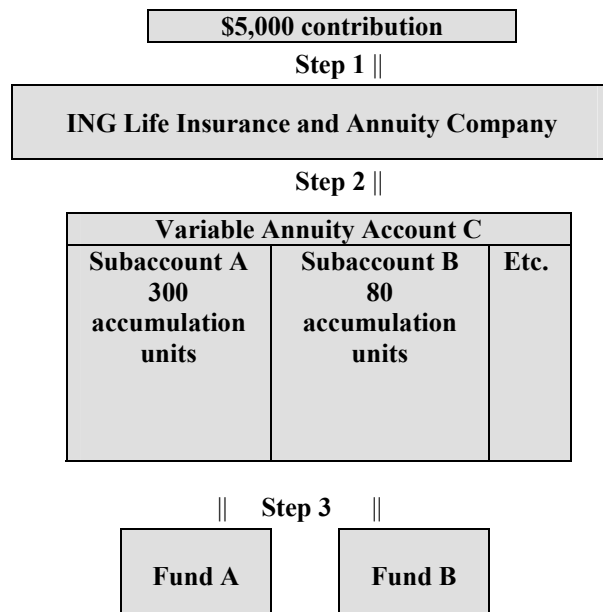 $5,000 contribution
Step 1 ||
ING Life Insurance and Annuity Company
Step 2 ||
Variable Annuity Account C
Subaccount A
300
accumulation
units
Subaccount B
80
accumulation
units
Etc.
|| Step 3 ||
Fund A
Fund B